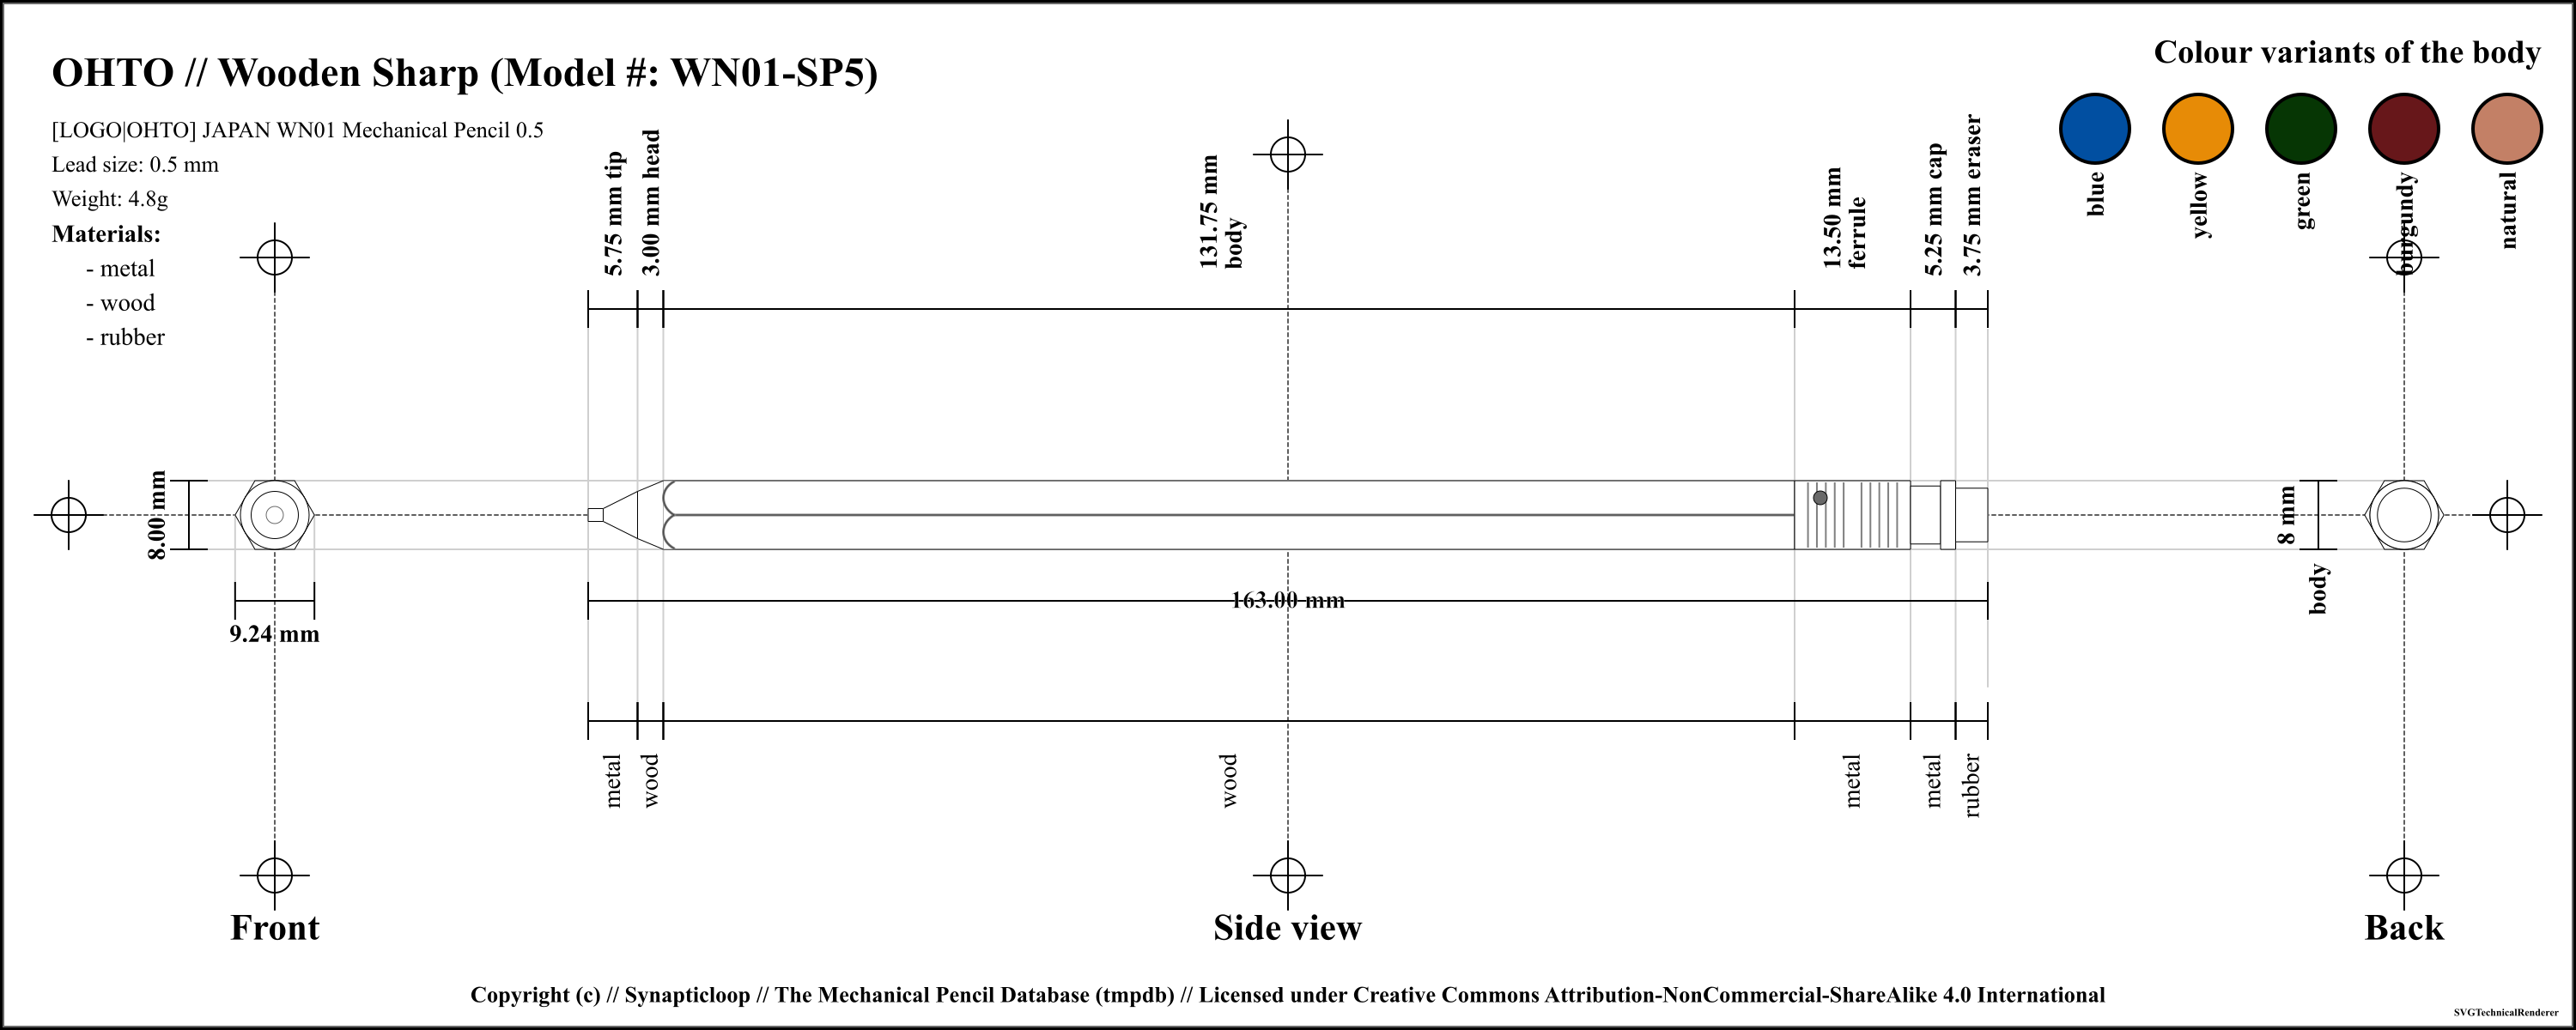 OHTO // Wooden Sharp (Model #: WN01-SP5)
[LOGO|OHTO] JAPAN WN01 Mechanical Pencil 0.5
Lead size: 0.5 mm
Weight: 4.8g
Materials:
- metal
- wood
- rubber
Colour variants of the body
blue
yellow
green
burgundy
natural
5.75 mm tip
3.00 mm head
131.75 mm
body
13.50 mm
ferrule
5.25 mm cap
3.75 mm eraser
8.00 mm
9.24 mm
163.00 mm
8 mm
body
metal
wood
wood
metal
metal
rubber
Front
Side view
Back
Copyright (c) // Synapticloop // The Mechanical Pencil Database (tmpdb) // Licensed under Creative Commons Attribution-NonCommercial-ShareAlike 4.0 International
SVGTechnicalRenderer